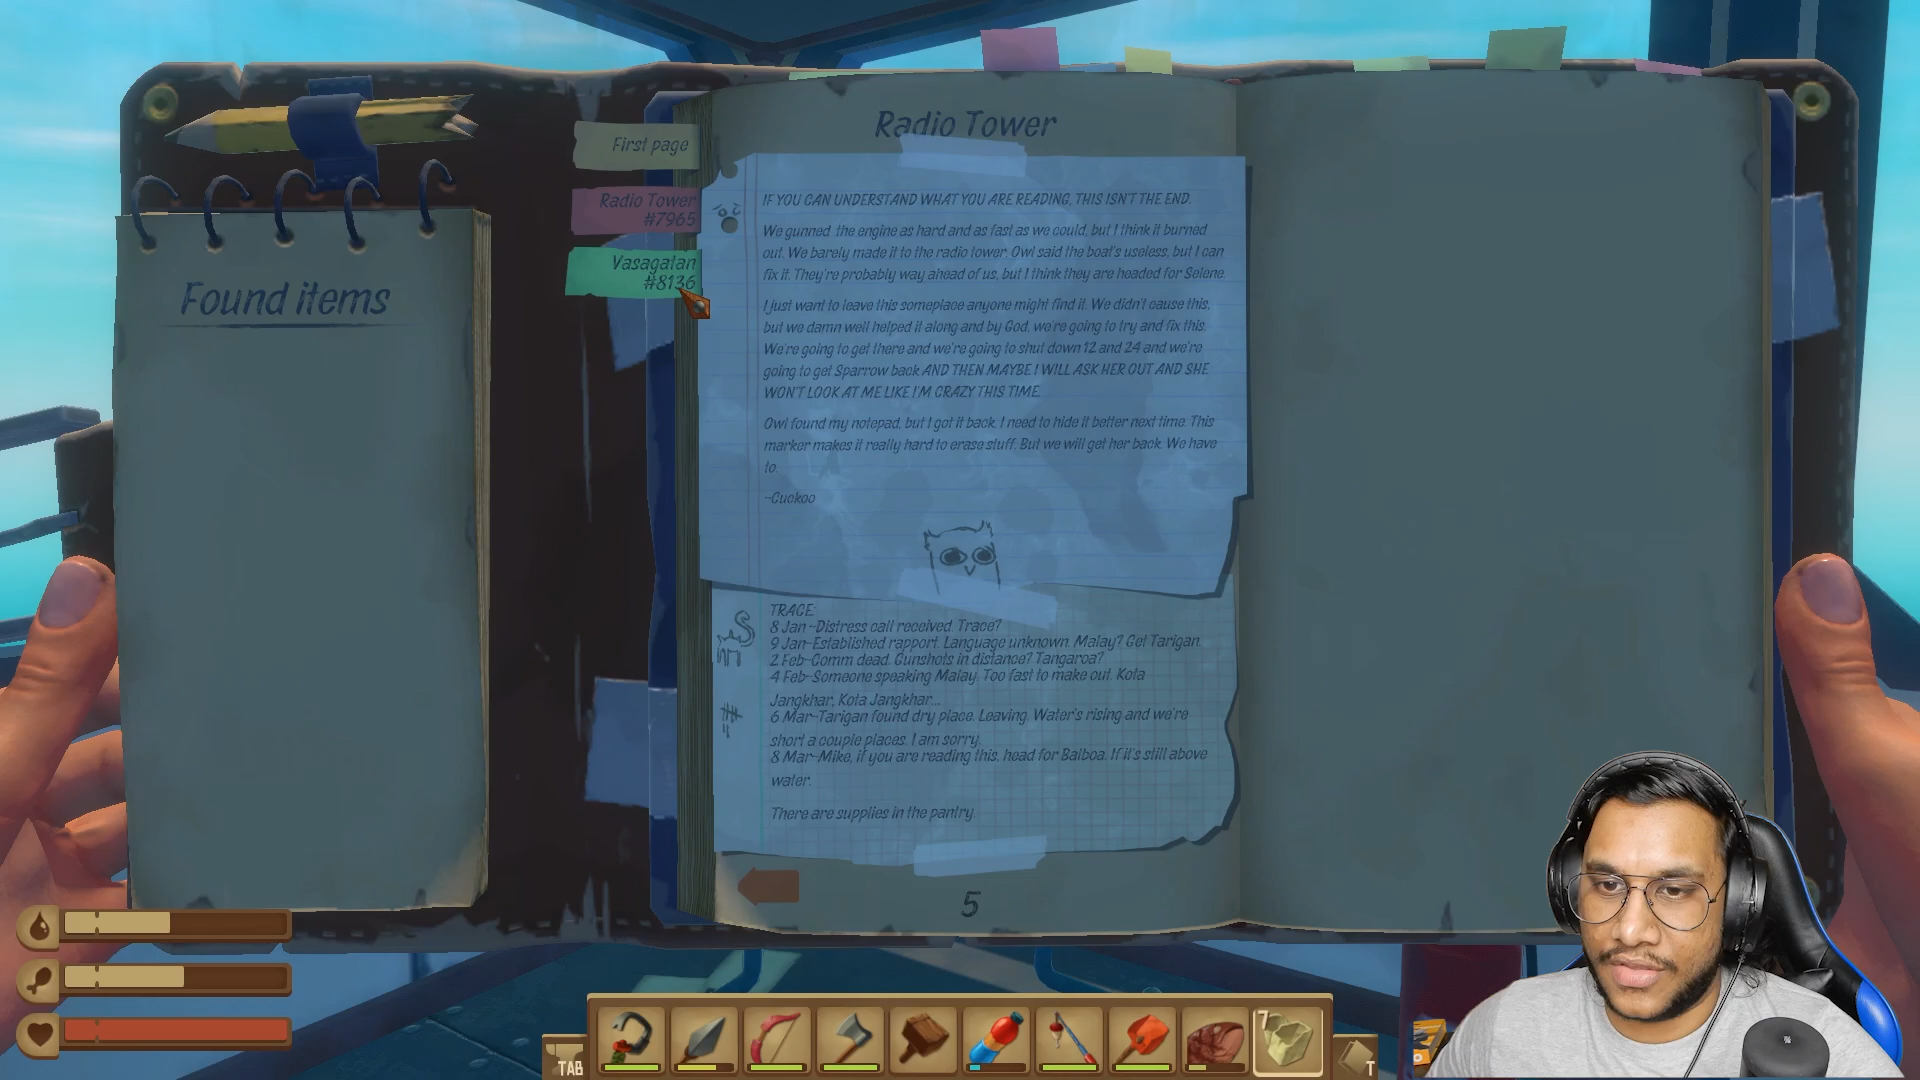 Found items
First page
Radio Tower
#7965
Vasagatan
#8136
Radio Tower
IF YOU CAN UNDERSTAND WHAT YOU ARE READING, THIS ISN'T THE END.
We gunned the engine as hard and as fast as we could, but I think it burned
out. We barely made it to the radio tower. Owl said the boat's useless, but I can
fix it. They're probably way ahead of us, but I think they are headed for Selene.
I just want to leave this someplace anyone might find it. We didn't cause this,
but we damn well helped it along and by God, we're going to try and fix this.
We're going to get there and we're going to shut down 12 and 24 and we're
going to get Sparrow back AND THEN MAYBE I WILL ASK HER OUT AND SHE
WON'T LOOK AT ME LIKE I'M CRAZY THIS TIME.
Owl found my notepad, but I got it back. I need to hide it better next time. This
marker makes it really hard to erase stuff. But we will get her back. We have
to.
-Cuckoo
TRACE:
8 Jan-Distress call received. Trace?
9 Jan-Established rapport. Language unknown. Malay? Get Tarigan.
2 Feb-Comm dead. Gunshots in distance? Tangaroa?
4 Feb-Someone speaking Malay. Too fast to make out. Kota
Jangkhar, Kota Jangkhar...
6 Mar-Tarigan found dry place. Leaving. Water's rising and we're
short a couple places. I am sorry.
8 Mar-Mike, if you are reading this, head for Balboa. If it's still above
water.
There are supplies in the pantry.
5
TAB
7
T